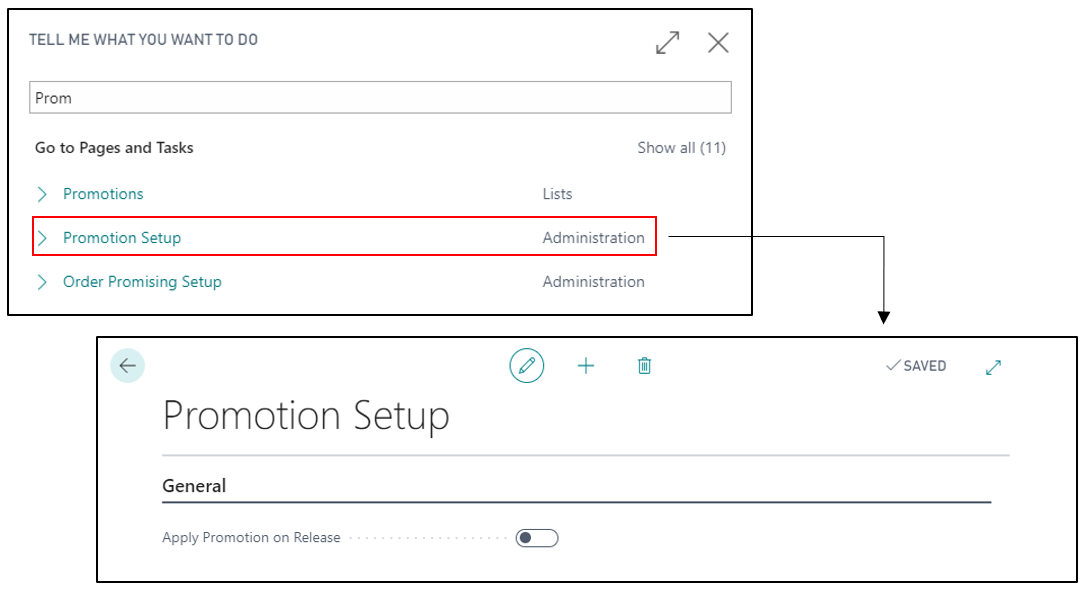 TELL ME WHAT YOU WANT TO DO
Prom
Go to Pages and Tasks Show all (11)
Promotions Lists
Promotion Setup Administration
Order Promising Setup Administration
SAVED
Promotion Setup
General
Apply Promotion on Release